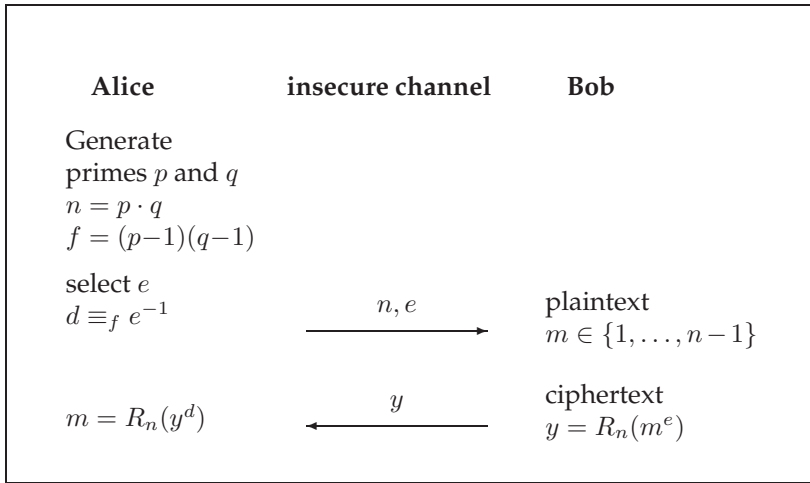 Alice insecure channel Bob
Generate
primes p and q
n = p · q
f = (p−1)(q−1)
select e
d ≡_f e^{−1}
n, e
plaintext
m ∈ {1, . . . , n−1}
m = R_n(y^d)
y
ciphertext
y = R_n(m^e)